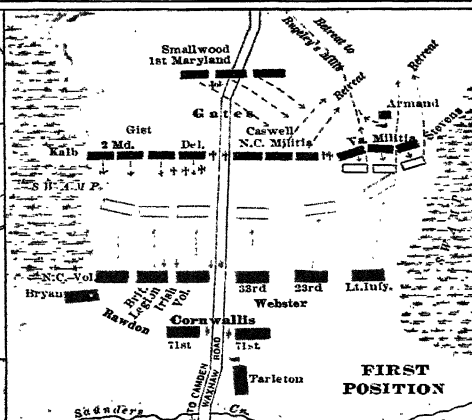 Smallwood
1st Maryland
Retreat to
Rugeley's Mills
Retreat
Retreat
Armand
Gates
Gist
Caswell
Va. Militia
Stevens
2 Md.
Del.
N.C. Militia
Kalb
SWAMP
SWAMP
N.C. Vol.
Brit.
Legion
Irish
Vol.
33rd
23rd
Lt. Infy.
Bryan
Rawdon
Webster
Cornwallis
71st
71st
TO CAMDEN
WAXHAW ROAD
Tarleton
FIRST
POSITION
Saunders Cr.